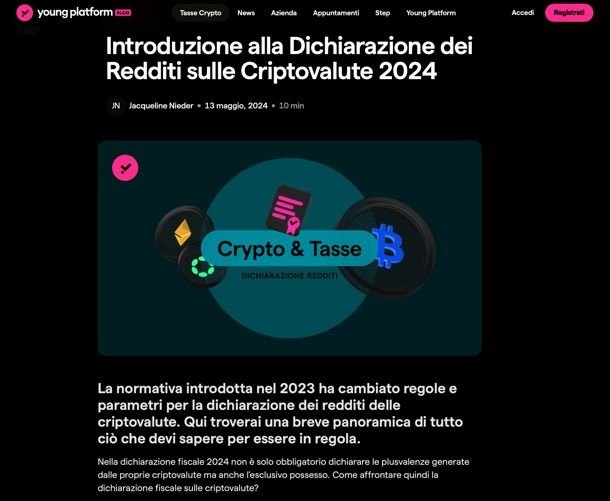 young platform BLOG
Tasse Crypto News Azienda Appuntamenti Step Young Platform Accedi Registrati
Introduzione alla Dichiarazione dei
Redditi sulle Criptovalute 2024
JN Jacqueline Nieder • 13 maggio, 2024 • 10 min
Crypto & Tasse
DICHIARAZIONE REDDITI
La normativa introdotta nel 2023 ha cambiato regole e
parametri per la dichiarazione dei redditi delle
criptovalute. Qui troverai una breve panoramica di tutto
ciò che devi sapere per essere in regola.
Nella dichiarazione fiscale 2024 non è solo obbligatorio dichiarare le plusvalenze generate
dalle proprie criptovalute ma anche l'esclusivo possesso. Come affrontare quindi la
dichiarazione fiscale sulle criptovalute?